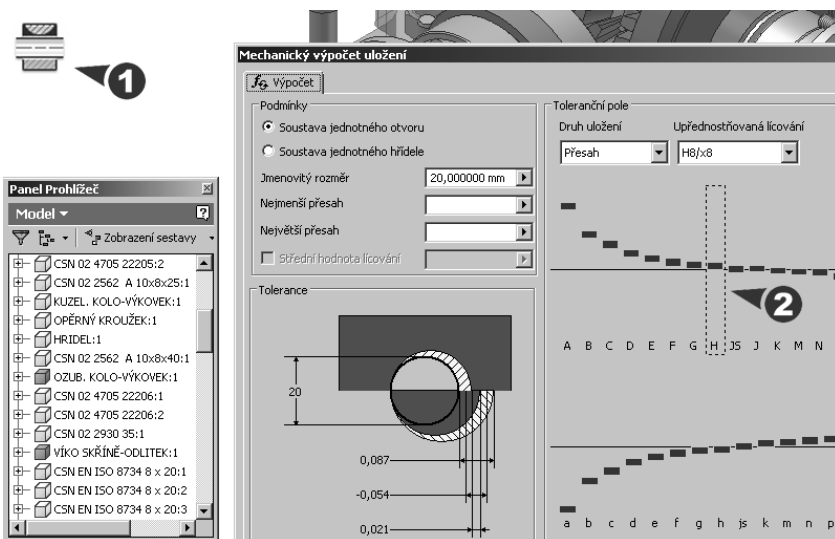 1
Panel Prohlížeč
Model
Zobrazení sestavy
CSN 02 4705 22205:2
CSN 02 2562 A 10x8x25:1
KUZEL. KOLO-VÝKOVEK:1
OPĚRNÝ KROUŽEK:1
HRIDEL:1
CSN 02 2562 A 10x8x40:1
OZUB. KOLO-VÝKOVEK:1
CSN 02 4705 22206:1
CSN 02 4705 22206:2
CSN 02 2930 35:1
VÍKO SKŘÍNĚ-ODLITEK:1
CSN EN ISO 8734 8 x 20:1
CSN EN ISO 8734 8 x 20:2
CSN EN ISO 8734 8 x 20:3
Mechanický výpočet uložení
Výpočet
Podmínky
Soustava jednotného otvoru
Soustava jednotného hřídele
Jmenovitý rozměr 20,000000 mm
Nejmenší přesah
Největší přesah
Střední hodnota lícování
Tolerance
20
0,087
-0,054
0,021
Toleranční pole
Druh uložení Upřednostňovaná lícování
Přesah H8/x8
2
A B C D E F G H JS J K M N
a b c d e f g h js k m n p